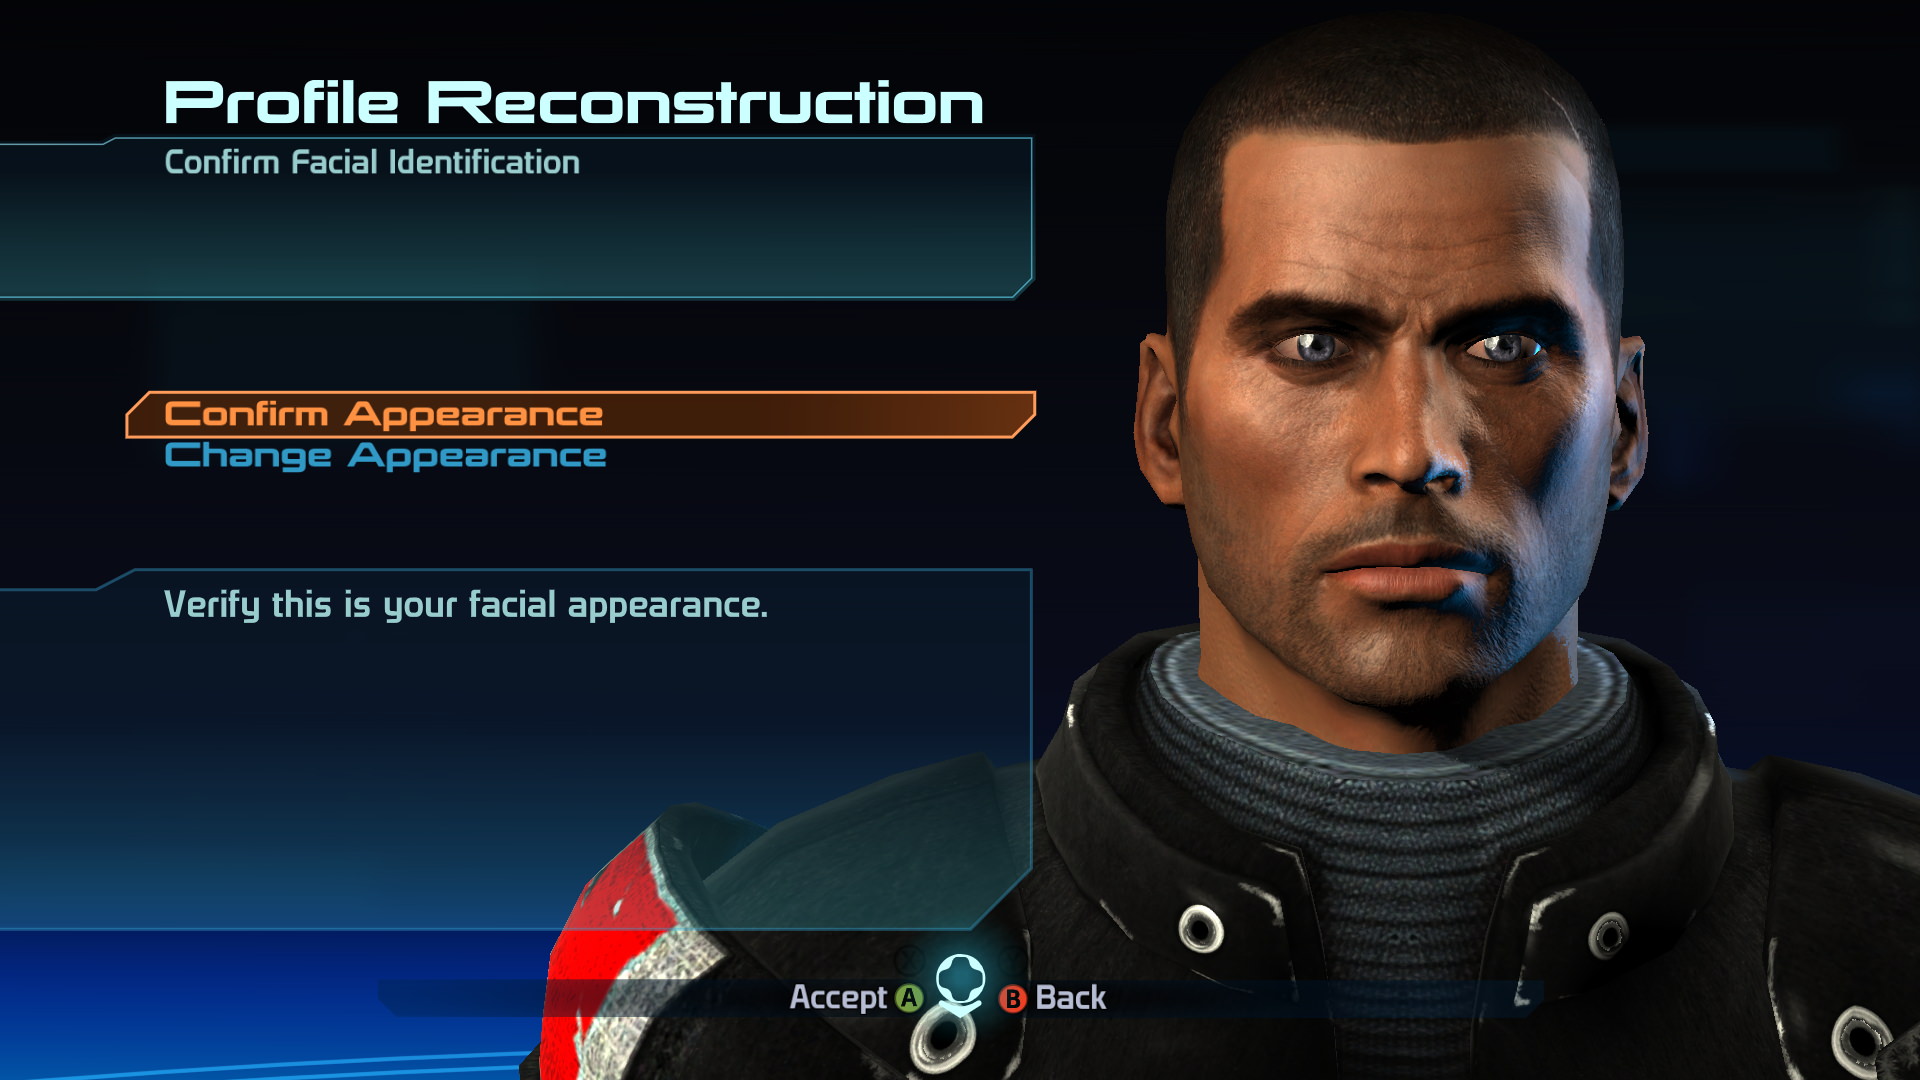 Profile Reconstruction
Confirm Facial Identification
Confirm Appearance
Change Appearance
Verify this is your facial appearance.
Accept A B Back